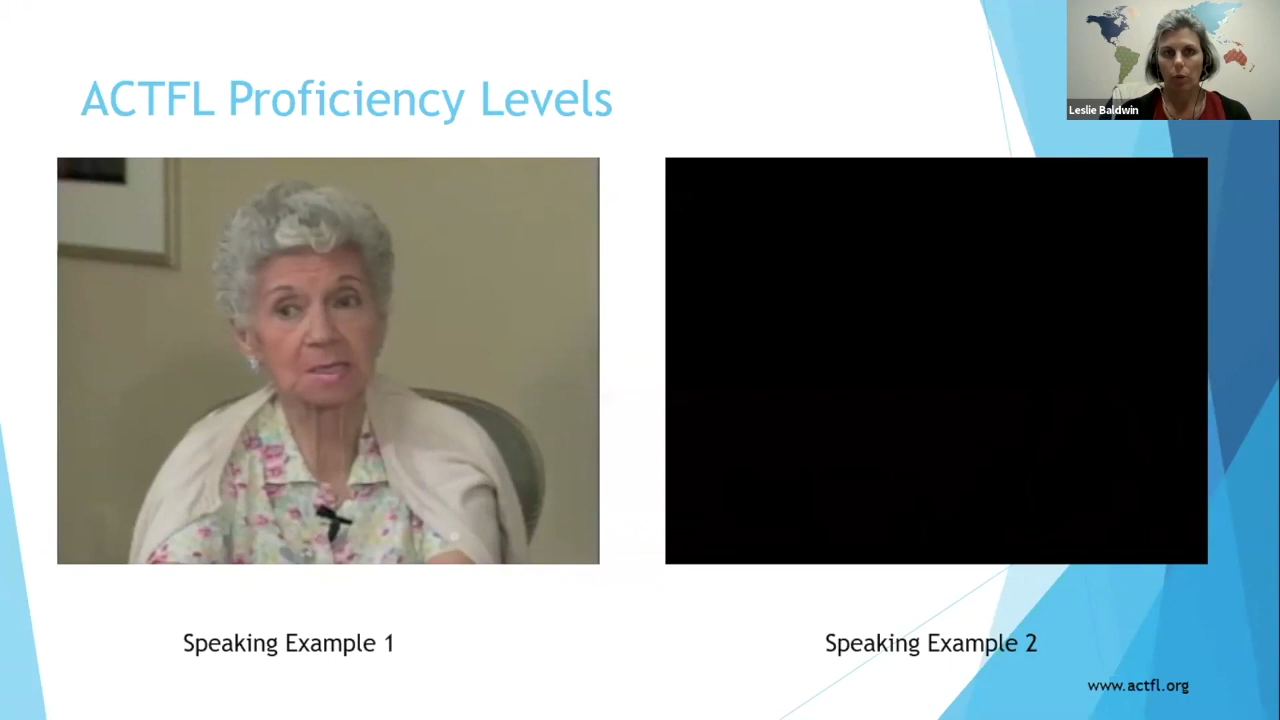 ACTFL Proficiency Levels
Leslie Baldwin
Speaking Example 1
Speaking Example 2
www.actfl.org